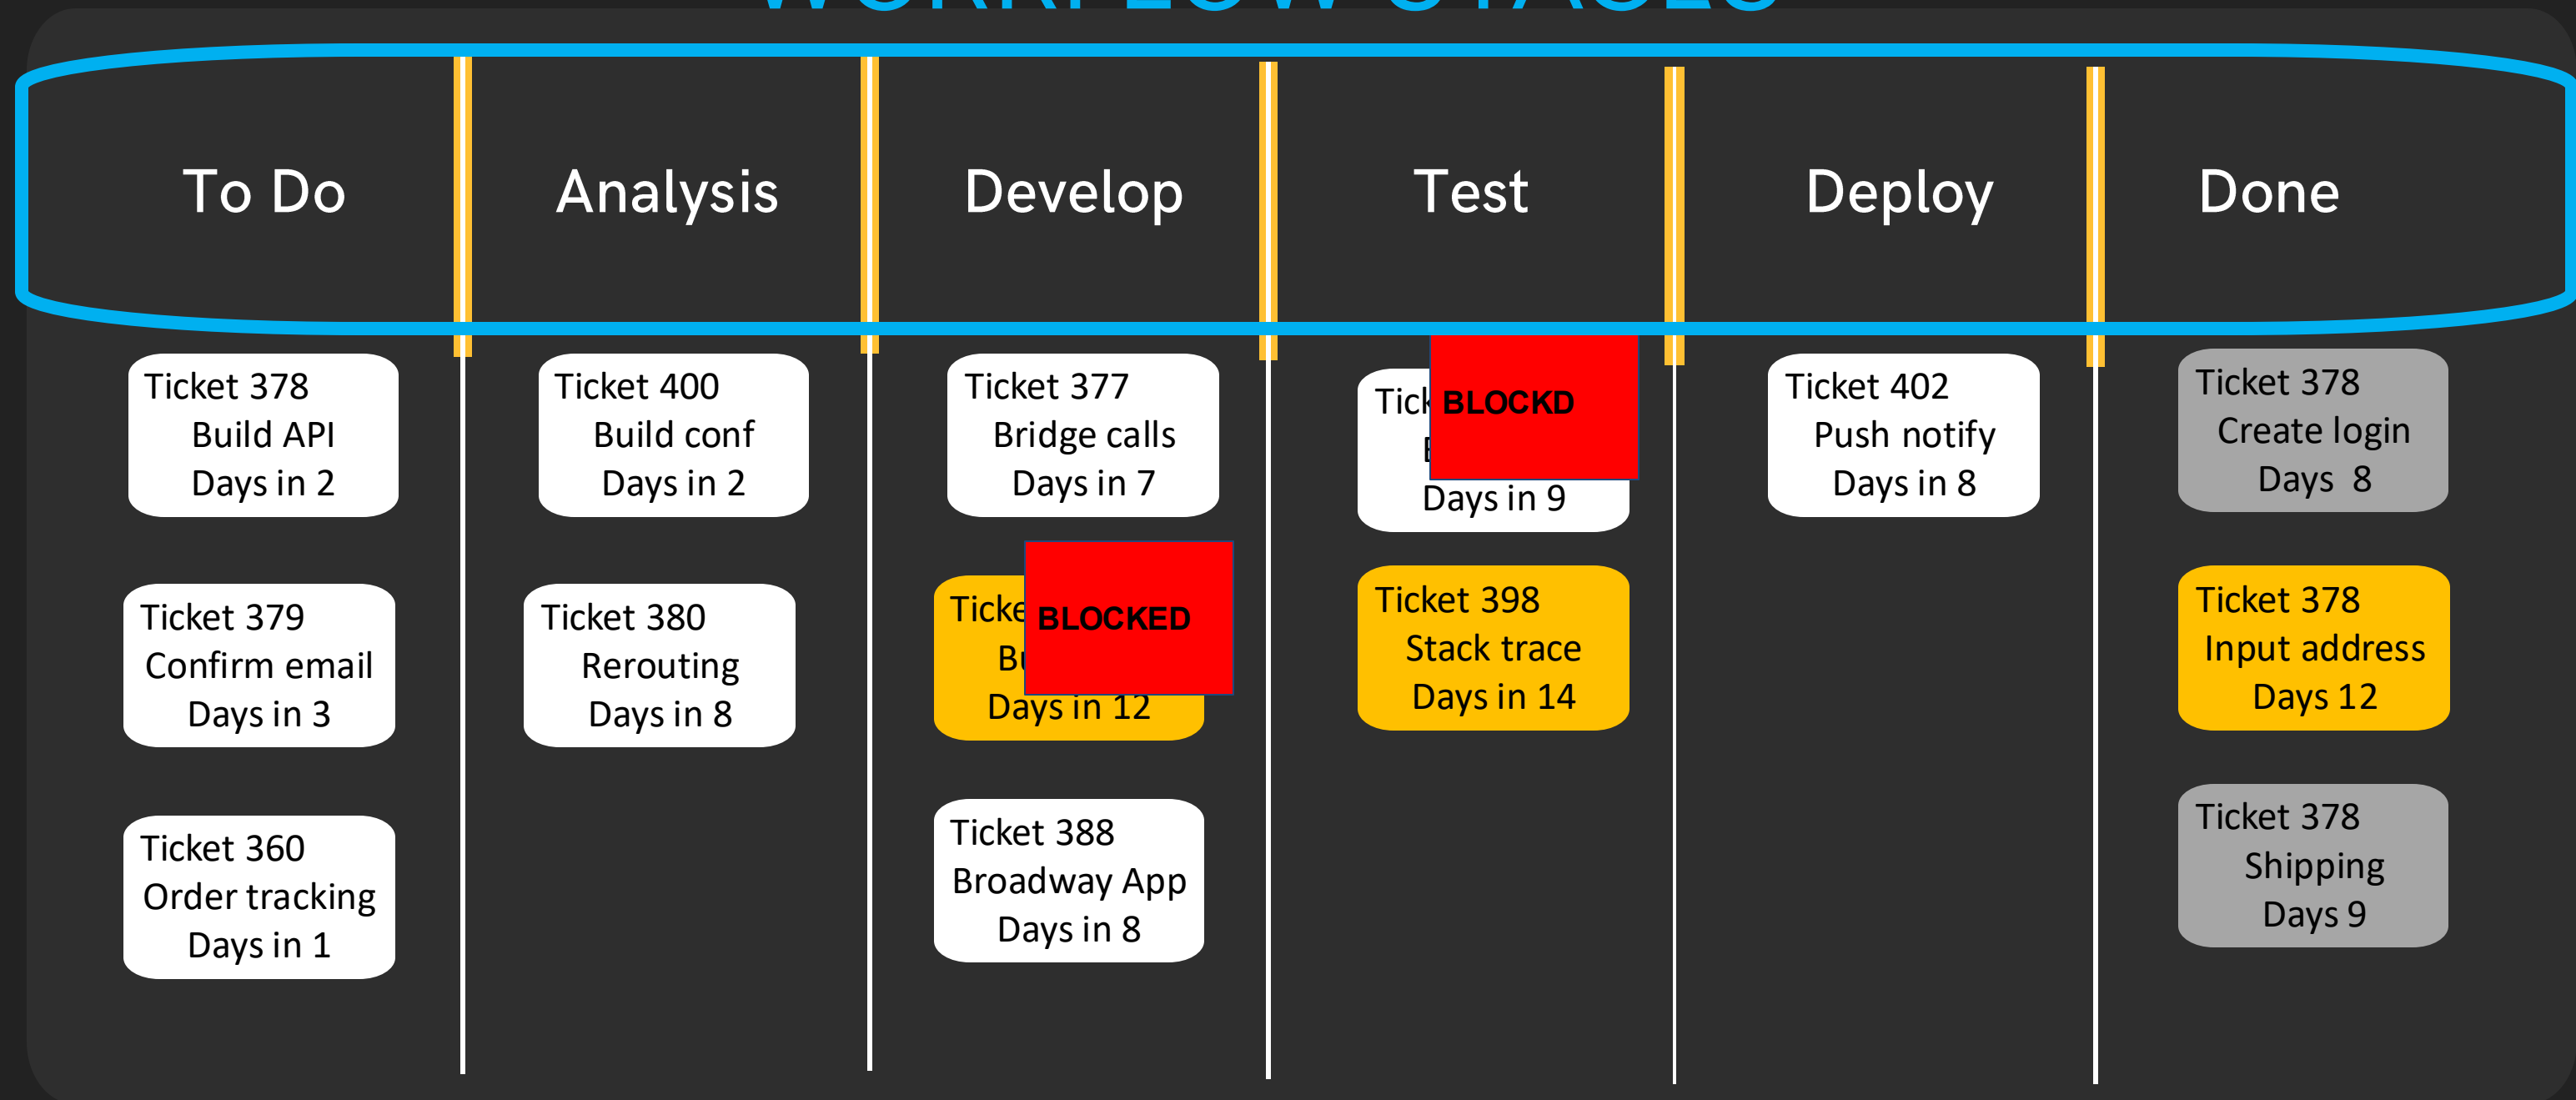 WORKFLOW STAGES
To Do
Analysis
Develop
Test
Deploy
Done
Ticket 378
Build API
Days in 2
Ticket 379
Confirm email
Days in 3
Ticket 360
Order tracking
Days in 1
Ticket 400
Build conf
Days in 2
Ticket 380
Rerouting
Days in 8
Ticket 377
Bridge calls
Days in 7
BLOCKED
Days in 12
Ticket 388
Broadway App
Days in 8
BLOCKD
Days in 9
Ticket 398
Stack trace
Days in 14
Ticket 402
Push notify
Days in 8
Ticket 378
Create login
Days 8
Ticket 378
Input address
Days 12
Ticket 378
Shipping
Days 9